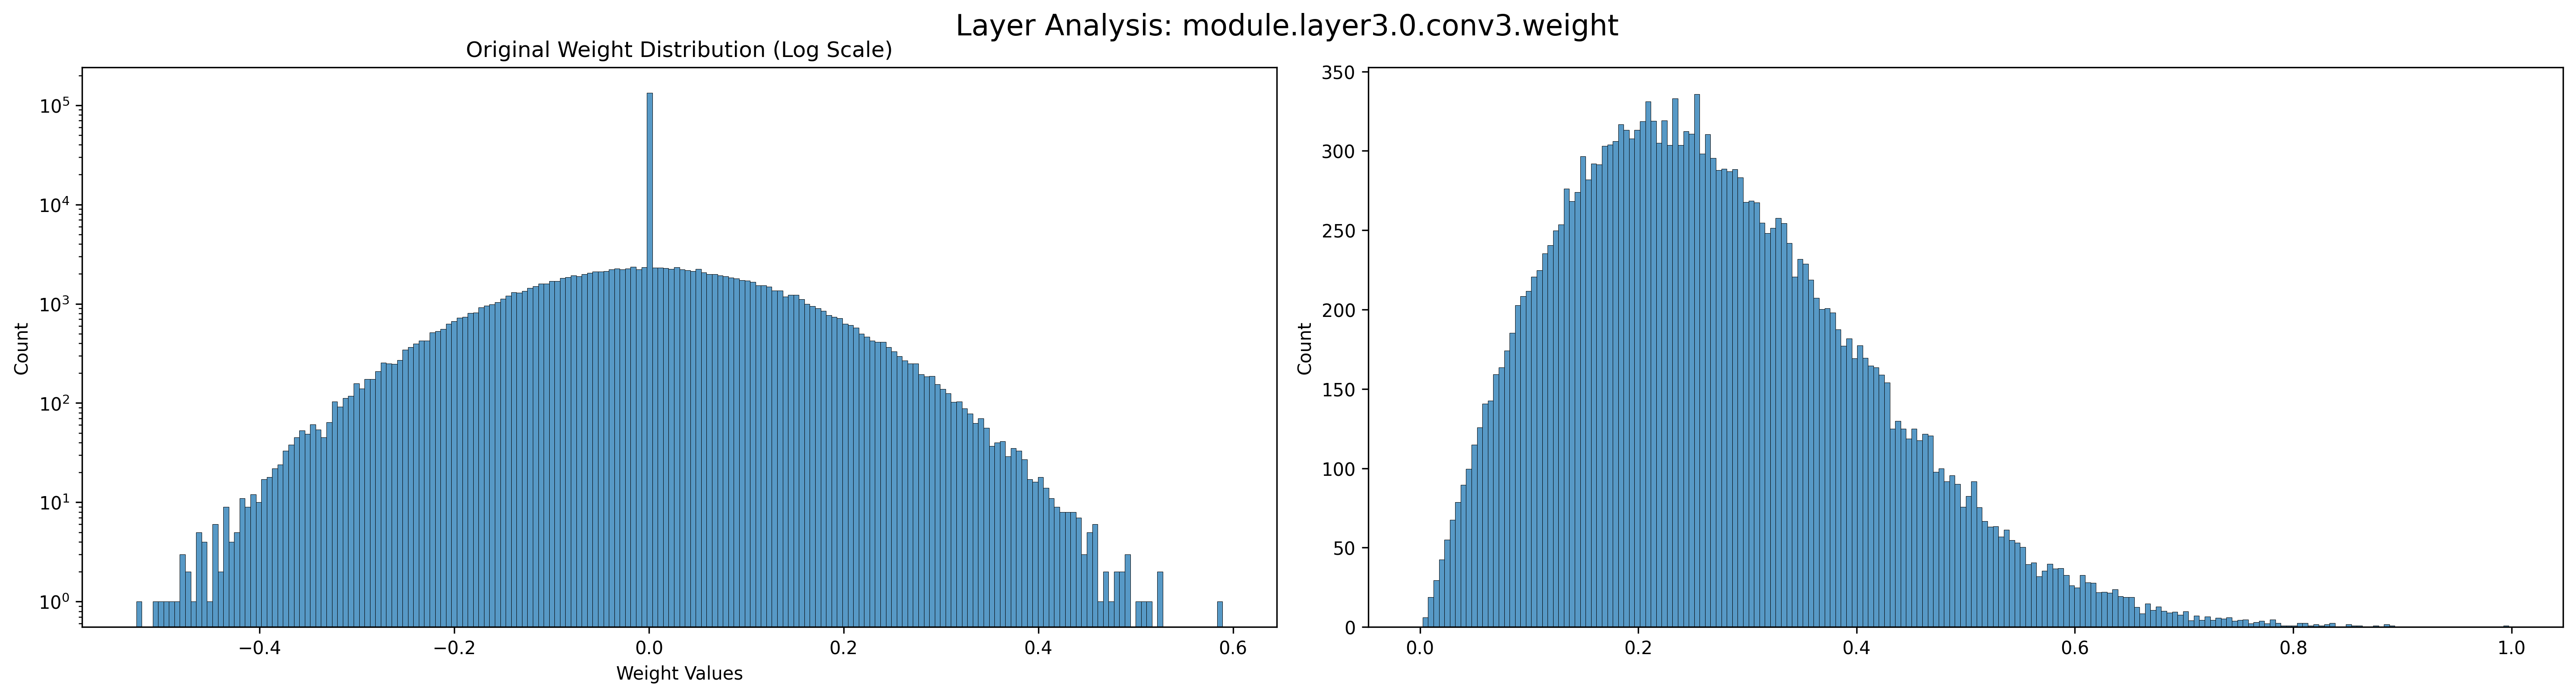 Layer Analysis: module.layer3.0.conv3.weight
Original Weight Distribution (Log Scale)
Count
10^5
10^4
10^3
10^2
10^1
10^0
−0.4 −0.2 0.0 0.2 0.4 0.6
Weight Values
Count
350
300
250
200
150
100
50
0
0.0 0.2 0.4 0.6 0.8 1.0